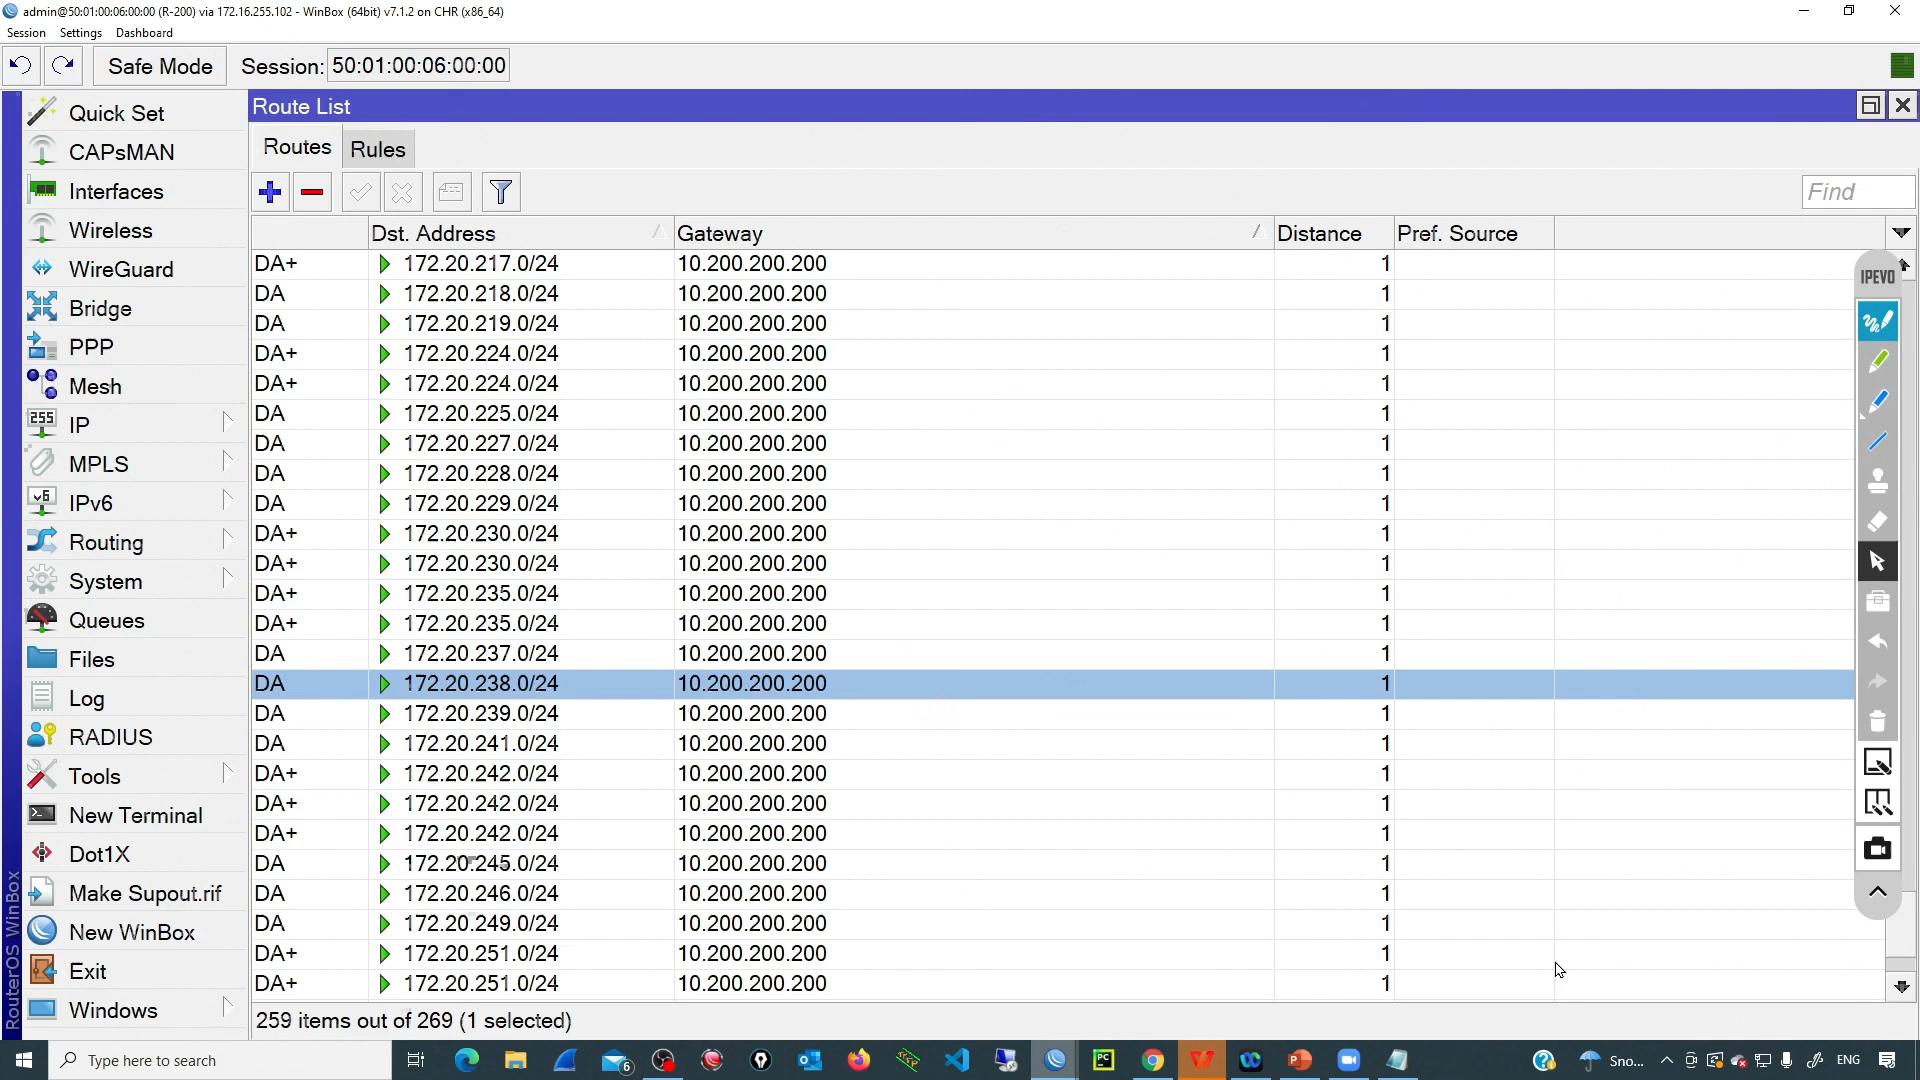 admin@50:01:00:06:00:00 (R-200) via 172.16.255.102 - WinBox (64bit) v7.1.2 on CHR (x86_64)
Session Settings Dashboard
Safe Mode Session: 50:01:00:06:00:00
Quick Set
CAPsMAN
Interfaces
Wireless
WireGuard
Bridge
PPP
Mesh
IP
MPLS
IPv6
Routing
System
Queues
Files
Log
RADIUS
Tools
New Terminal
Dot1X
Make Supout.rif
New WinBox
Exit
Windows
RouterOS WinBox
Route List
Routes Rules
Find
Dst. Address Gateway Distance Pref. Source
DA+ 172.20.217.0/24 10.200.200.200 1
DA 172.20.218.0/24 10.200.200.200 1
DA 172.20.219.0/24 10.200.200.200 1
DA+ 172.20.224.0/24 10.200.200.200 1
DA+ 172.20.224.0/24 10.200.200.200 1
DA 172.20.225.0/24 10.200.200.200 1
DA 172.20.227.0/24 10.200.200.200 1
DA 172.20.228.0/24 10.200.200.200 1
DA 172.20.229.0/24 10.200.200.200 1
DA+ 172.20.230.0/24 10.200.200.200 1
DA+ 172.20.230.0/24 10.200.200.200 1
DA+ 172.20.235.0/24 10.200.200.200 1
DA+ 172.20.235.0/24 10.200.200.200 1
DA 172.20.237.0/24 10.200.200.200 1
DA 172.20.238.0/24 10.200.200.200 1
DA 172.20.239.0/24 10.200.200.200 1
DA 172.20.241.0/24 10.200.200.200 1
DA+ 172.20.242.0/24 10.200.200.200 1
DA+ 172.20.242.0/24 10.200.200.200 1
DA+ 172.20.242.0/24 10.200.200.200 1
DA 172.20.245.0/24 10.200.200.200 1
DA 172.20.246.0/24 10.200.200.200 1
DA 172.20.249.0/24 10.200.200.200 1
DA+ 172.20.251.0/24 10.200.200.200 1
DA+ 172.20.251.0/24 10.200.200.200 1
259 items out of 269 (1 selected)
IPEVO
Type here to search
Sno... ENG